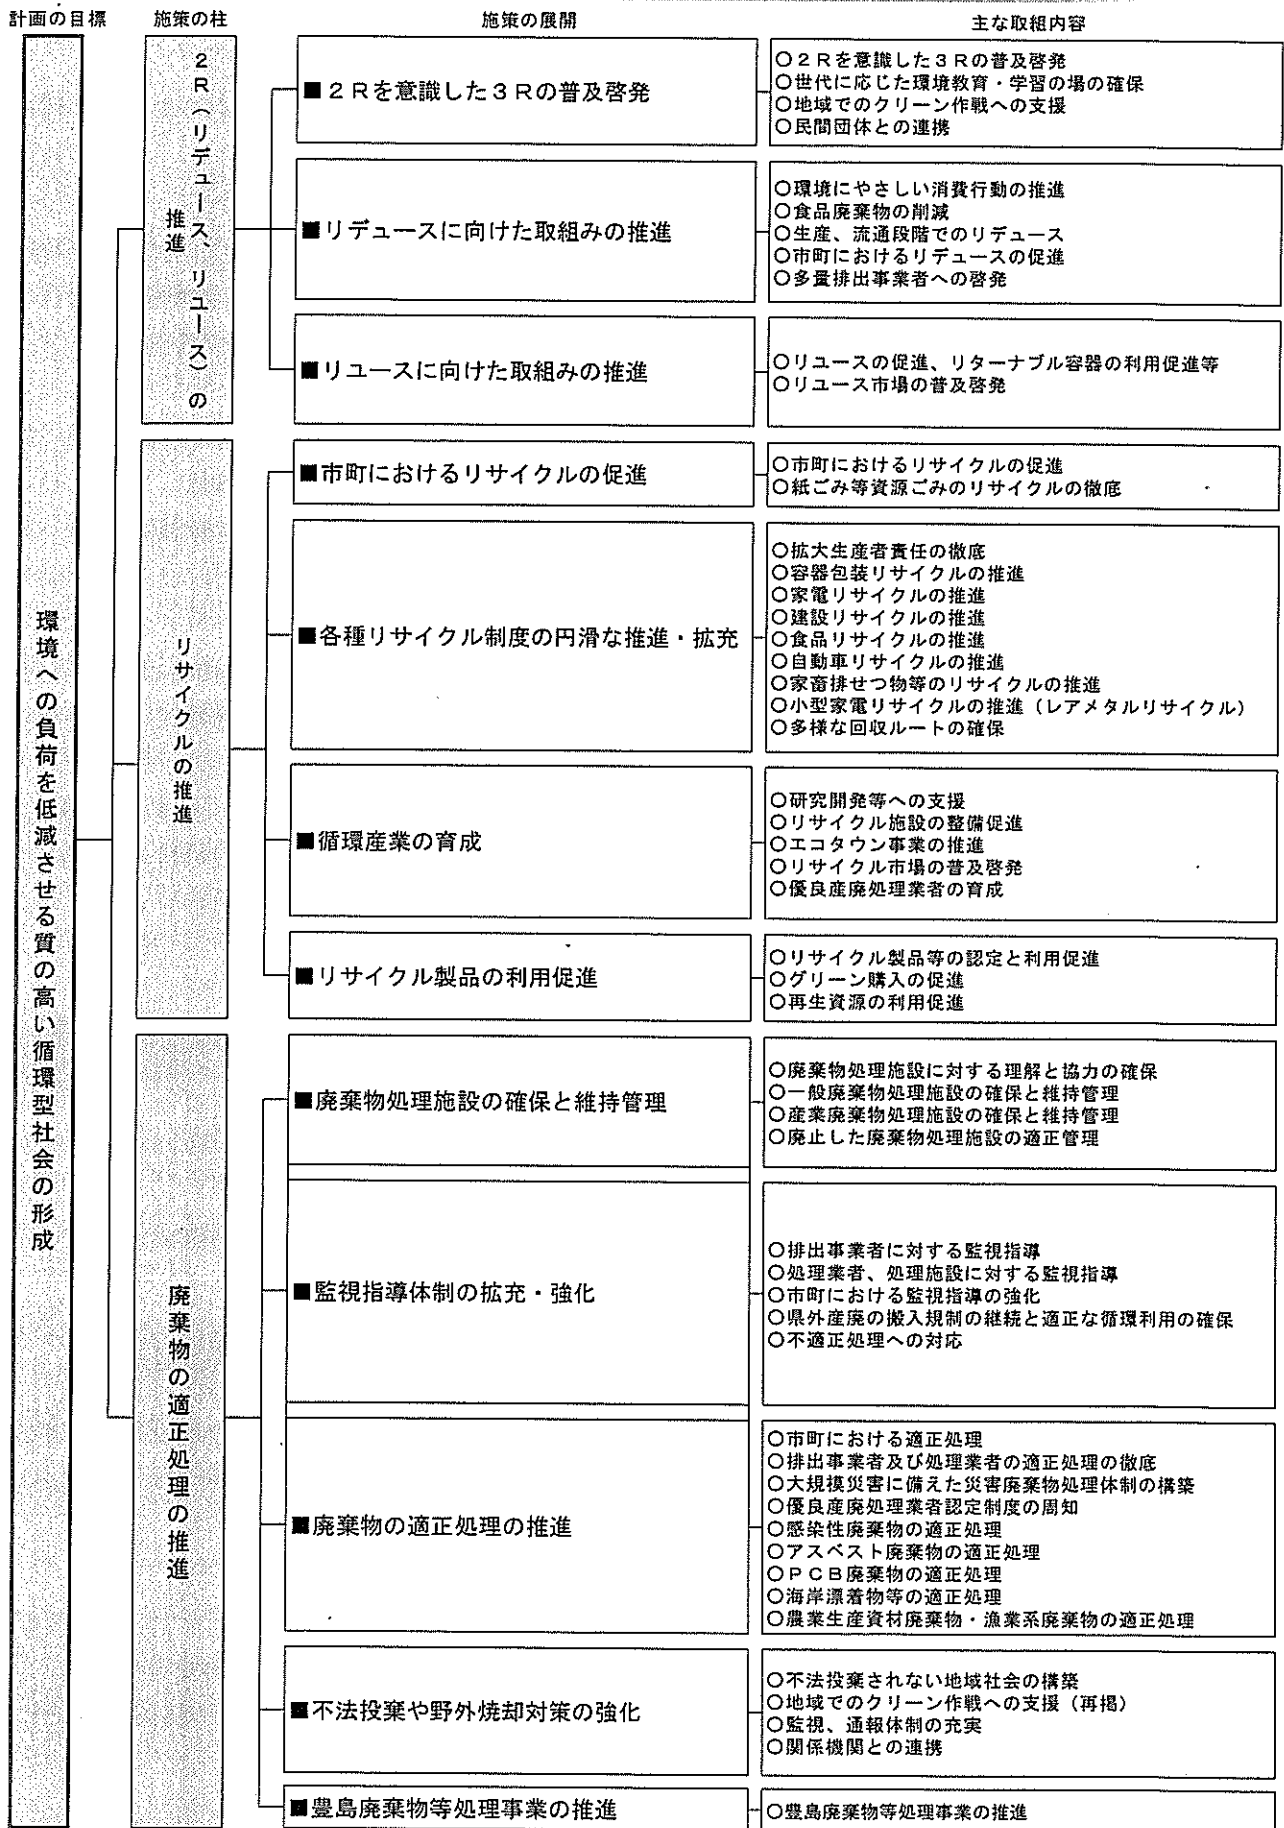 計画の目標 施策の柱 施策の展開 主な取組内容
環境への負荷を低減させる質の高い循環型社会の形成
2R(リデュース、リユース)の
推進
■2Rを意識した3Rの普及啓発
○2Rを意識した3Rの普及啓発
○世代に応じた環境教育・学習の場の確保
○地域でのクリーン作戦への支援
○民間団体との連携
■リデュースに向けた取組みの推進
○環境にやさしい消費行動の推進
○食品廃棄物の削減
○生産、流通段階でのリデュース
○市町におけるリデュースの促進
○多量排出事業者への啓発
■リユースに向けた取組みの推進
○リユースの促進、リターナブル容器の利用促進等
○リユース市場の普及啓発
リサイクルの推進
■市町におけるリサイクルの促進
○市町におけるリサイクルの促進
○紙ごみ等資源ごみのリサイクルの徹底
■各種リサイクル制度の円滑な推進・拡充
○拡大生産者責任の徹底
○容器包装リサイクルの推進
○家電リサイクルの推進
○建設リサイクルの推進
○食品リサイクルの推進
○自動車リサイクルの推進
○家畜排せつ物等のリサイクルの推進
○小型家電リサイクルの推進(レアメタルリサイクル)
○多様な回収ルートの確保
■循環産業の育成
○研究開発等への支援
○リサイクル施設の整備促進
○エコタウン事業の推進
○リサイクル市場の普及啓発
○優良産廃処理業者の育成
■リサイクル製品の利用促進
○リサイクル製品等の認定と利用促進
○グリーン購入の促進
○再生資源の利用促進
廃棄物の適正処理の推進
■廃棄物処理施設の確保と維持管理
○廃棄物処理施設に対する理解と協力の確保
○一般廃棄物処理施設の確保と維持管理
○産業廃棄物処理施設の確保と維持管理
○廃止した廃棄物処理施設の適正管理
■監視指導体制の拡充・強化
○排出事業者に対する監視指導
○処理業者、処理施設に対する監視指導
○市町における監視指導の強化
○県外産廃の搬入規制の継続と適正な循環利用の確保
○不適正処理への対応
■廃棄物の適正処理の推進
○市町における適正処理
○排出事業者及び処理業者の適正処理の徹底
○大規模災害に備えた災害廃棄物処理体制の構築
○優良産廃処理業者認定制度の周知
○感染性廃棄物の適正処理
○アスベスト廃棄物の適正処理
○PCB廃棄物の適正処理
○海岸漂着物等の適正処理
○農業生産資材廃棄物・漁業系廃棄物の適正処理
■不法投棄や野外焼却対策の強化
○不法投棄されない地域社会の構築
○地域でのクリーン作戦への支援(再掲)
○監視、通報体制の充実
○関係機関との連携
■豊島廃棄物等処理事業の推進
○豊島廃棄物等処理事業の推進